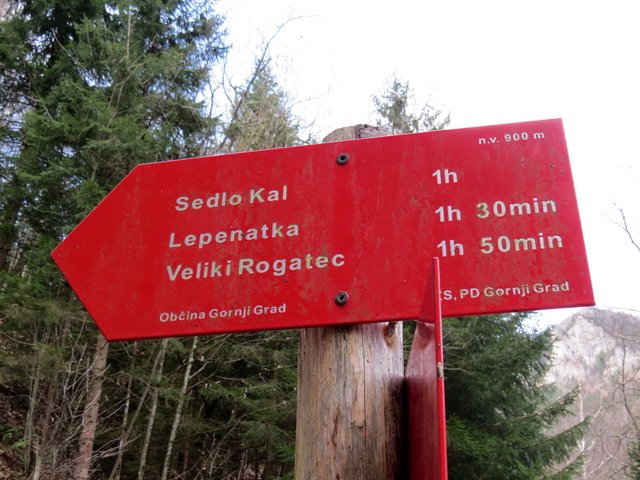 n.v. 900 m
Sedlo Kal 1h
Lepenatka 1h 30min
Veliki Rogatec 1h 50min
Občina Gornji Grad PD Gornji Grad